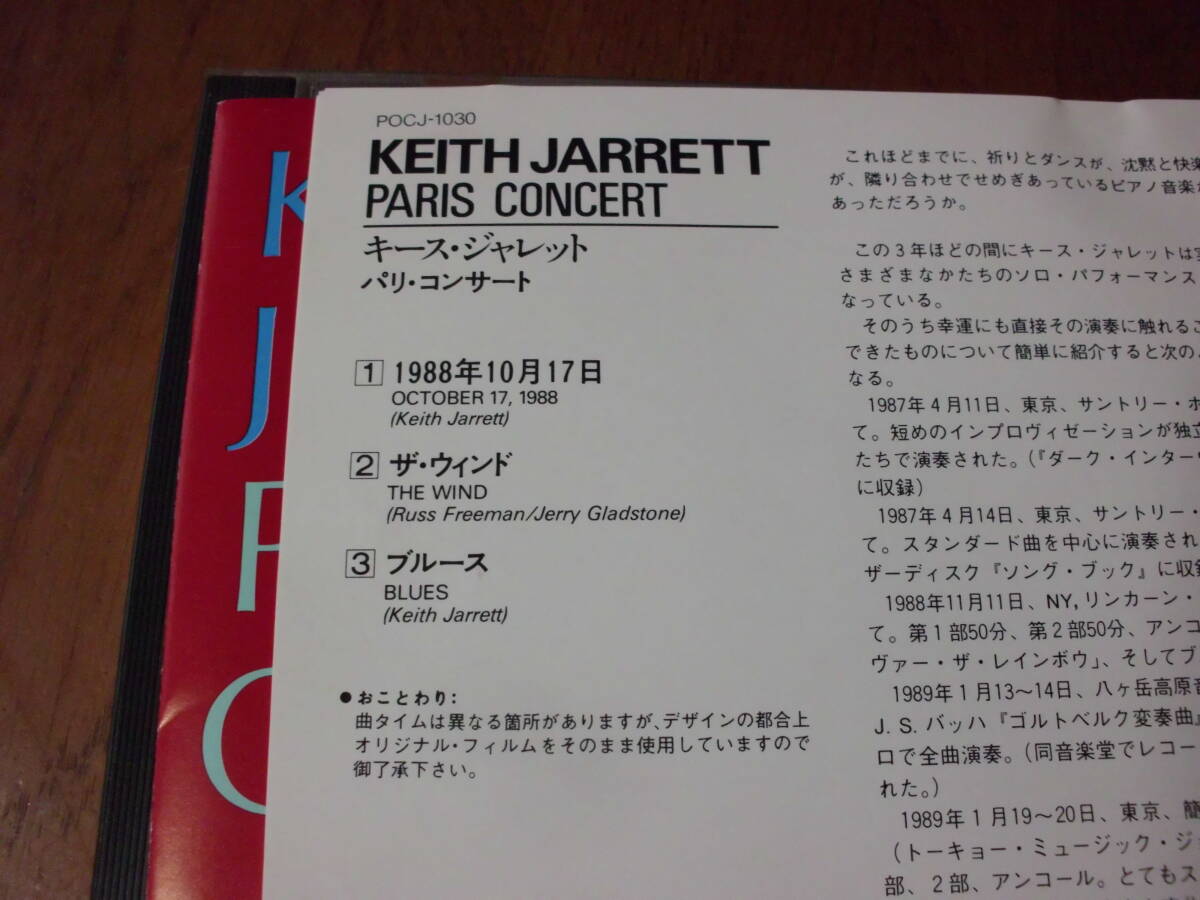 K
J
P
C
POCJ-1030
KEITH JARRETT
PARIS CONCERT
キース・ジャレット
パリ・コンサート
1 1988年10月17日
OCTOBER 17, 1988
(Keith Jarrett)
2 ザ・ウィンド
THE WIND
(Russ Freeman/Jerry Gladstone)
3 ブルース
BLUES
(Keith Jarrett)
●おことわり:
曲タイムは異なる箇所がありますが、デザインの都合上
オリジナル・フィルムをそのまま使用していますので
御了承下さい。
これほどまでに、祈りとダンスが、沈黙と快楽
が、隣り合わせでせめぎあっているピアノ音楽が
あっただろうか。
この3年ほどの間にキース・ジャレットは
さまざまなかたちのソロ・パフォーマンス
なっている。
そのうち幸運にも直接その演奏に触れるこ
できたものについて簡単に紹介すると次の
なる。
1987年4月11日、東京、サントリー・ホ
て。短めのインプロヴィゼーションが独立
たちで演奏された。(『ダーク・インター
に収録)
1987年4月14日、東京、サントリー・
て。スタンダード曲を中心に演奏され
ザーディスク『ソング・ブック』に収録
1988年11月11日、NY,リンカーン・
て。第1部50分、第2部50分、アンコ
ヴァー・ザ・レインボウ」、そしてブ
1989年1月13〜14日、八ヶ岳高原音
J. S. バッハ『ゴルトベルク変奏曲』
ロで全曲演奏。(同音楽堂でレコー
れた。)
1989年1月19〜20日、東京、簡
(トーキョー・ミュージック・ジョ
部、2部、アンコール。とてもス